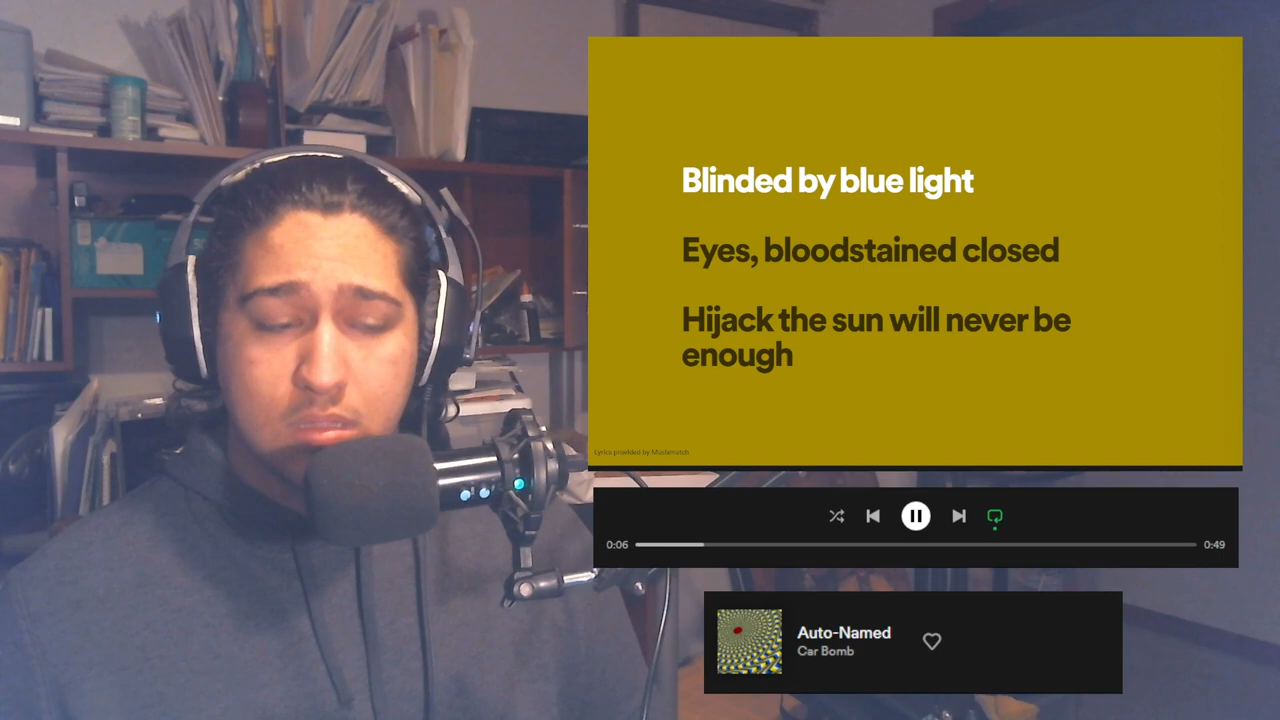 Blinded by blue light
Eyes, bloodstained closed
Hijack the sun will never be
enough
Lyrics provided by Musixmatch
0:06
0:49
Auto-Named
Car Bomb